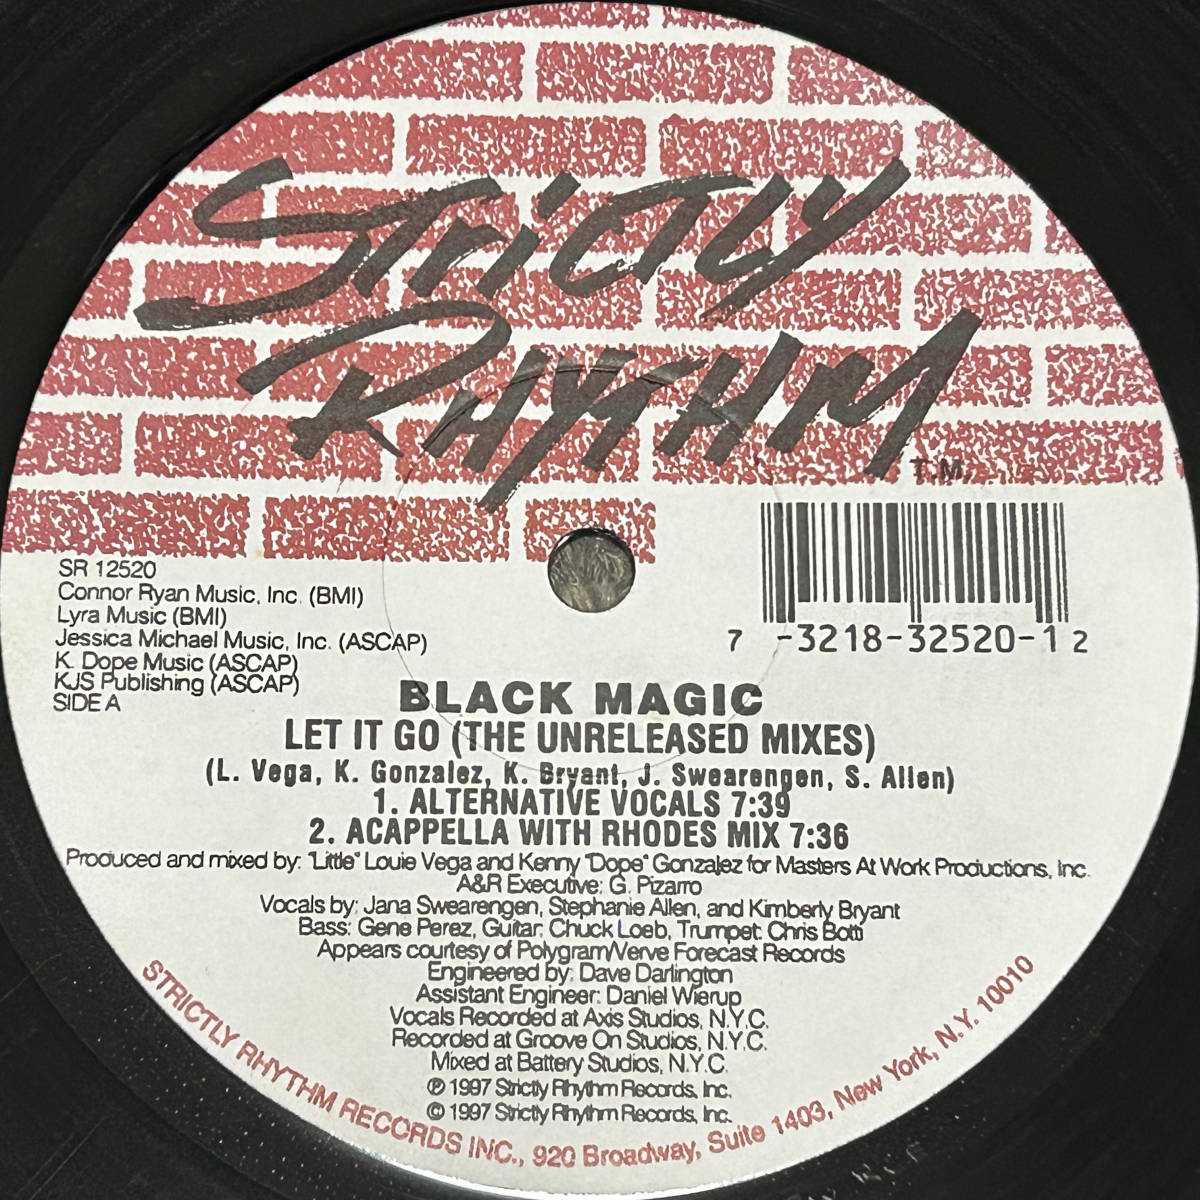 STRICTLY
RHYTHM
T.M.
SR 12520
Connor Ryan Music, Inc. (BMI)
Lyra Music (BMI)
Jessica Michael Music, Inc. (ASCAP)
K. Dope Music (ASCAP)
KJS Publishing (ASCAP)
SIDE A
7 -3218-32520-1 2
BLACK MAGIC
LET IT GO (THE UNRELEASED MIXES)
(L. Vega, K. Gonzalez, K. Bryant, J. Swearengen, S. Allen)
1. ALTERNATIVE VOCALS 7:39
2. ACAPPELLA WITH RHODES MIX 7:36
Produced and mixed by: "Little" Louie Vega and Kenny "Dope" Gonzalez for Masters At Work Productions, Inc.
A&R Executive: G. Pizarro
Vocals by: Jana Swearengen, Stephanie Allen, and Kimberly Bryant
Bass: Gene Perez, Guitar: Chuck Loeb, Trumpet: Chris Botti
Appears courtesy of Polygram/Verve Forecast Records
Engineered by: Dave Darlington
Assistant Engineer: Daniel Wierup
Vocals Recorded at Axis Studios, N.Y.C.
Recorded at Groove On Studios, N.Y.C.
Mixed at Battery Studios, N.Y.C.
℗ 1997 Strictly Rhythm Records, Inc.
© 1997 Strictly Rhythm Records, Inc.
STRICTLY RHYTHM RECORDS INC., 920 Broadway, Suite 1403, New York, N.Y. 10010